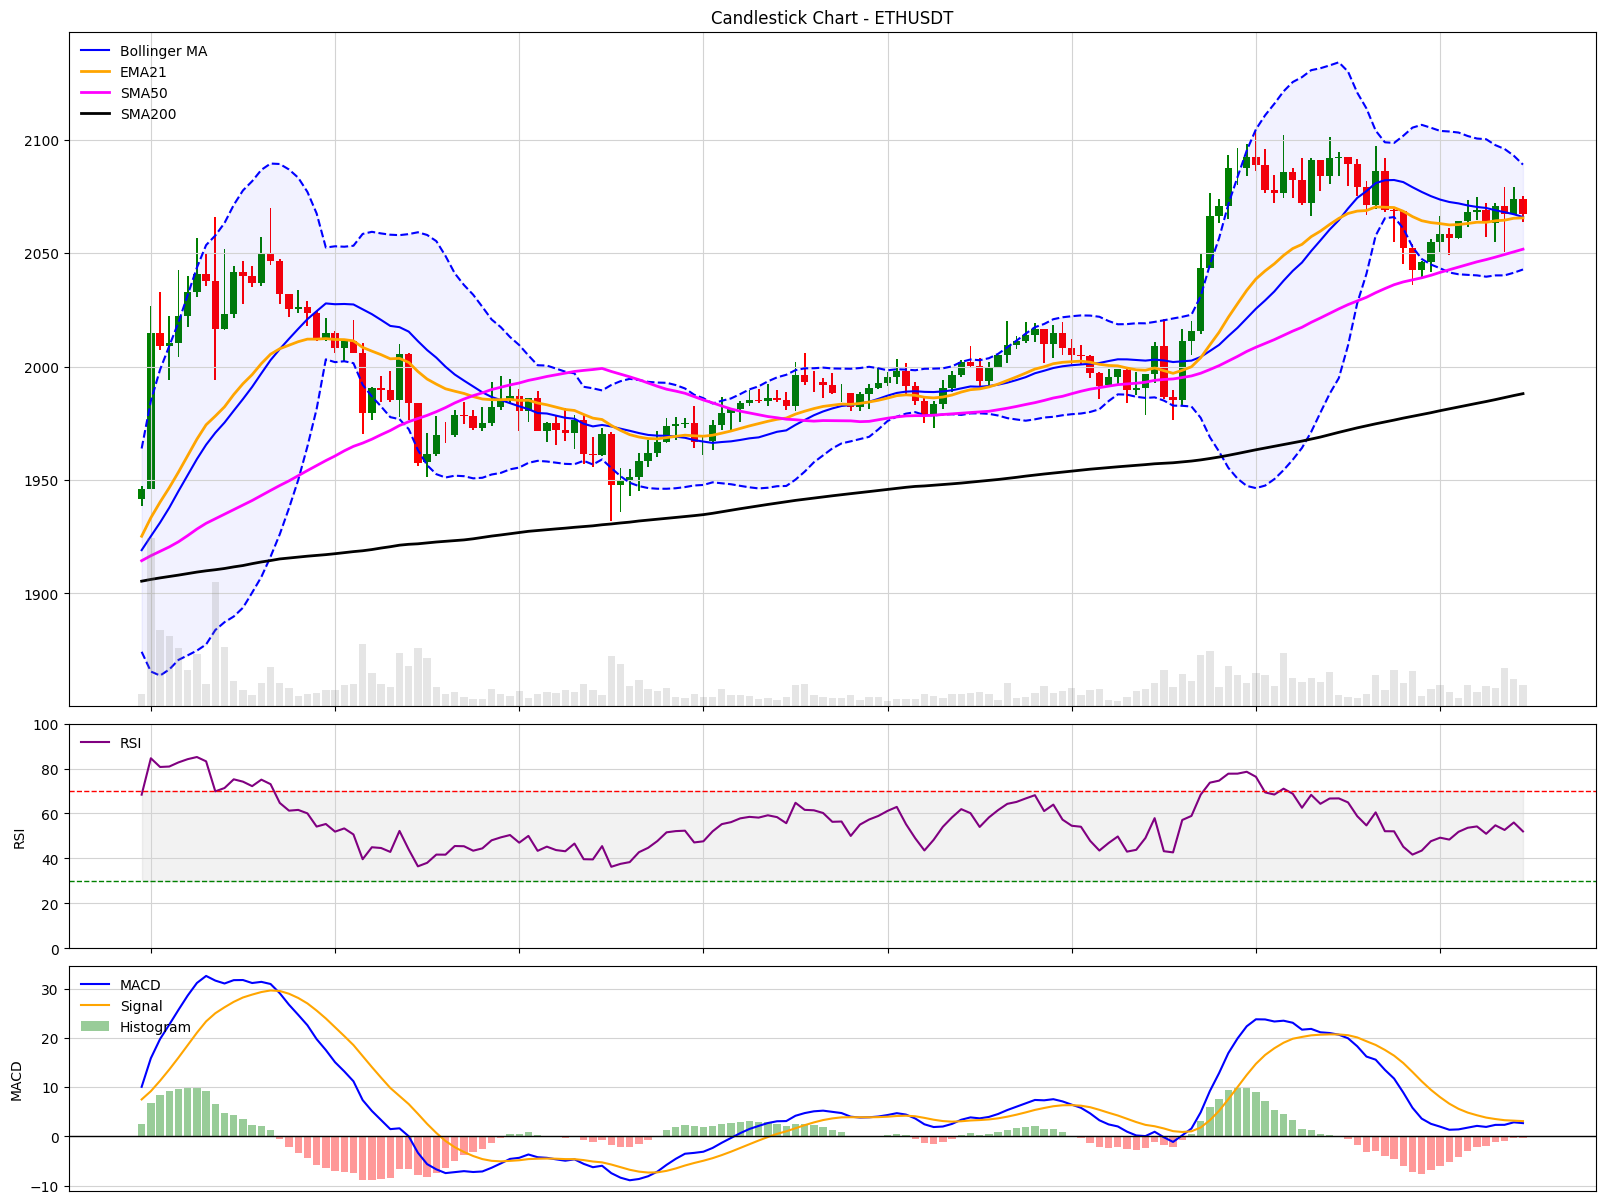 Candlestick Chart - ETHUSDT
Bollinger MA
EMA21
SMA50
SMA200
2100
2050
2000
1950
1900
RSI
100
80
60
40
20
0
RSI
MACD
Signal
Histogram
30
20
10
0
−10
MACD